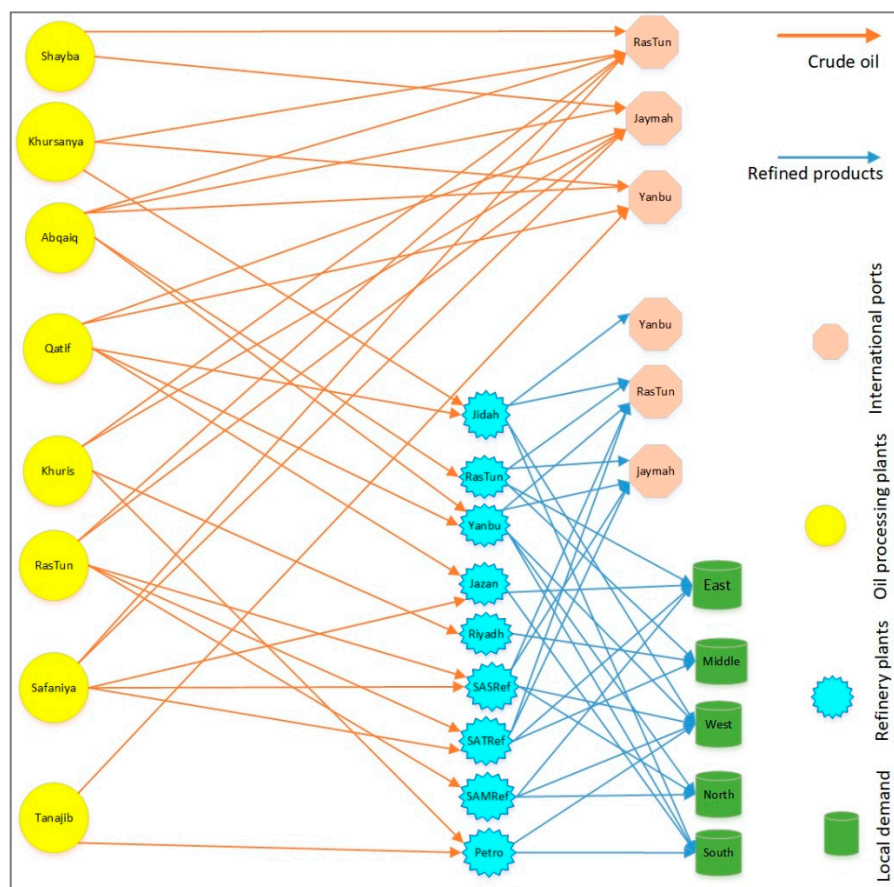 Shayba
Khursanya
Abqaiq
Qatif
Khuris
RasTun
Safaniya
Tanajib
Jidah
RasTun
Yanbu
Jazan
Riyadh
SASRef
SATRef
SAMRef
Petro
RasTun
Jaymah
Yanbu
Yanbu
RasTun
jaymah
East
Middle
West
North
South
Crude oil
Refined products
International ports
Oil processing plants
Refinery plants
Local demand